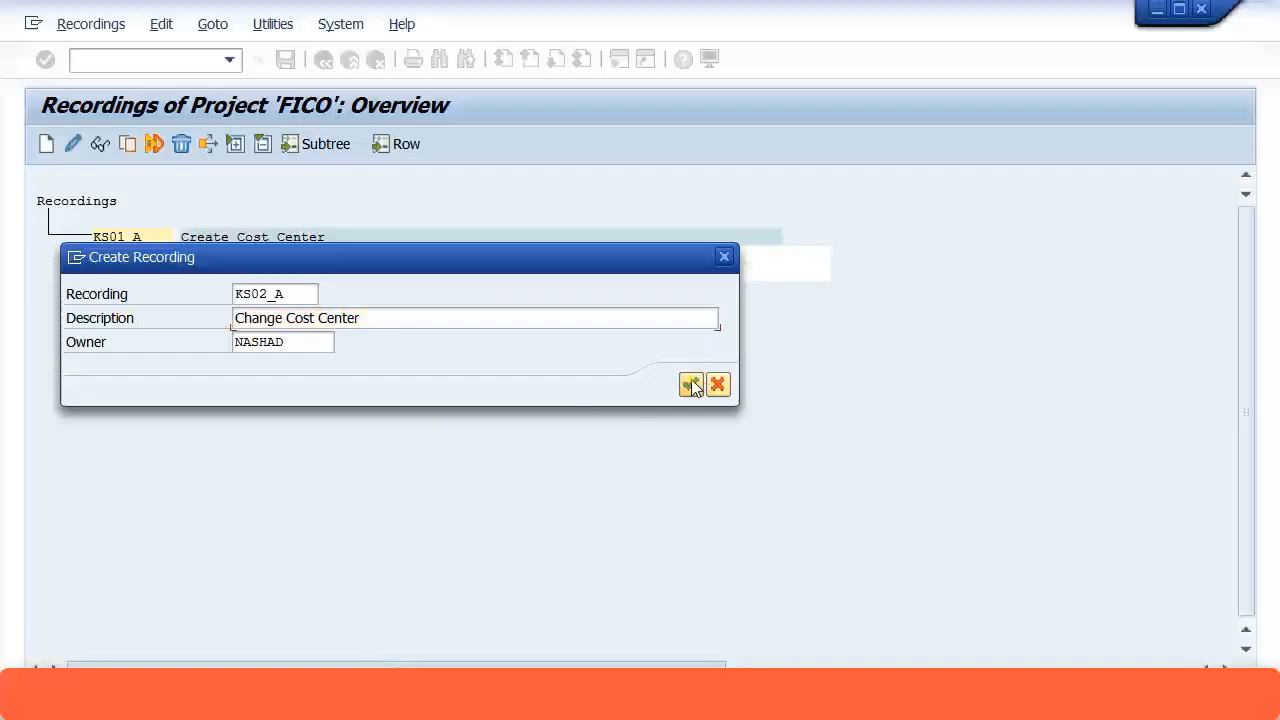 Recordings Edit Goto Utilities System Help
Recordings of Project 'FICO': Overview
Subtree Row
Recordings
KS01_A Create Cost Center
Create Recording
Recording KS02_A
Description Change Cost Center
Owner NASHAD